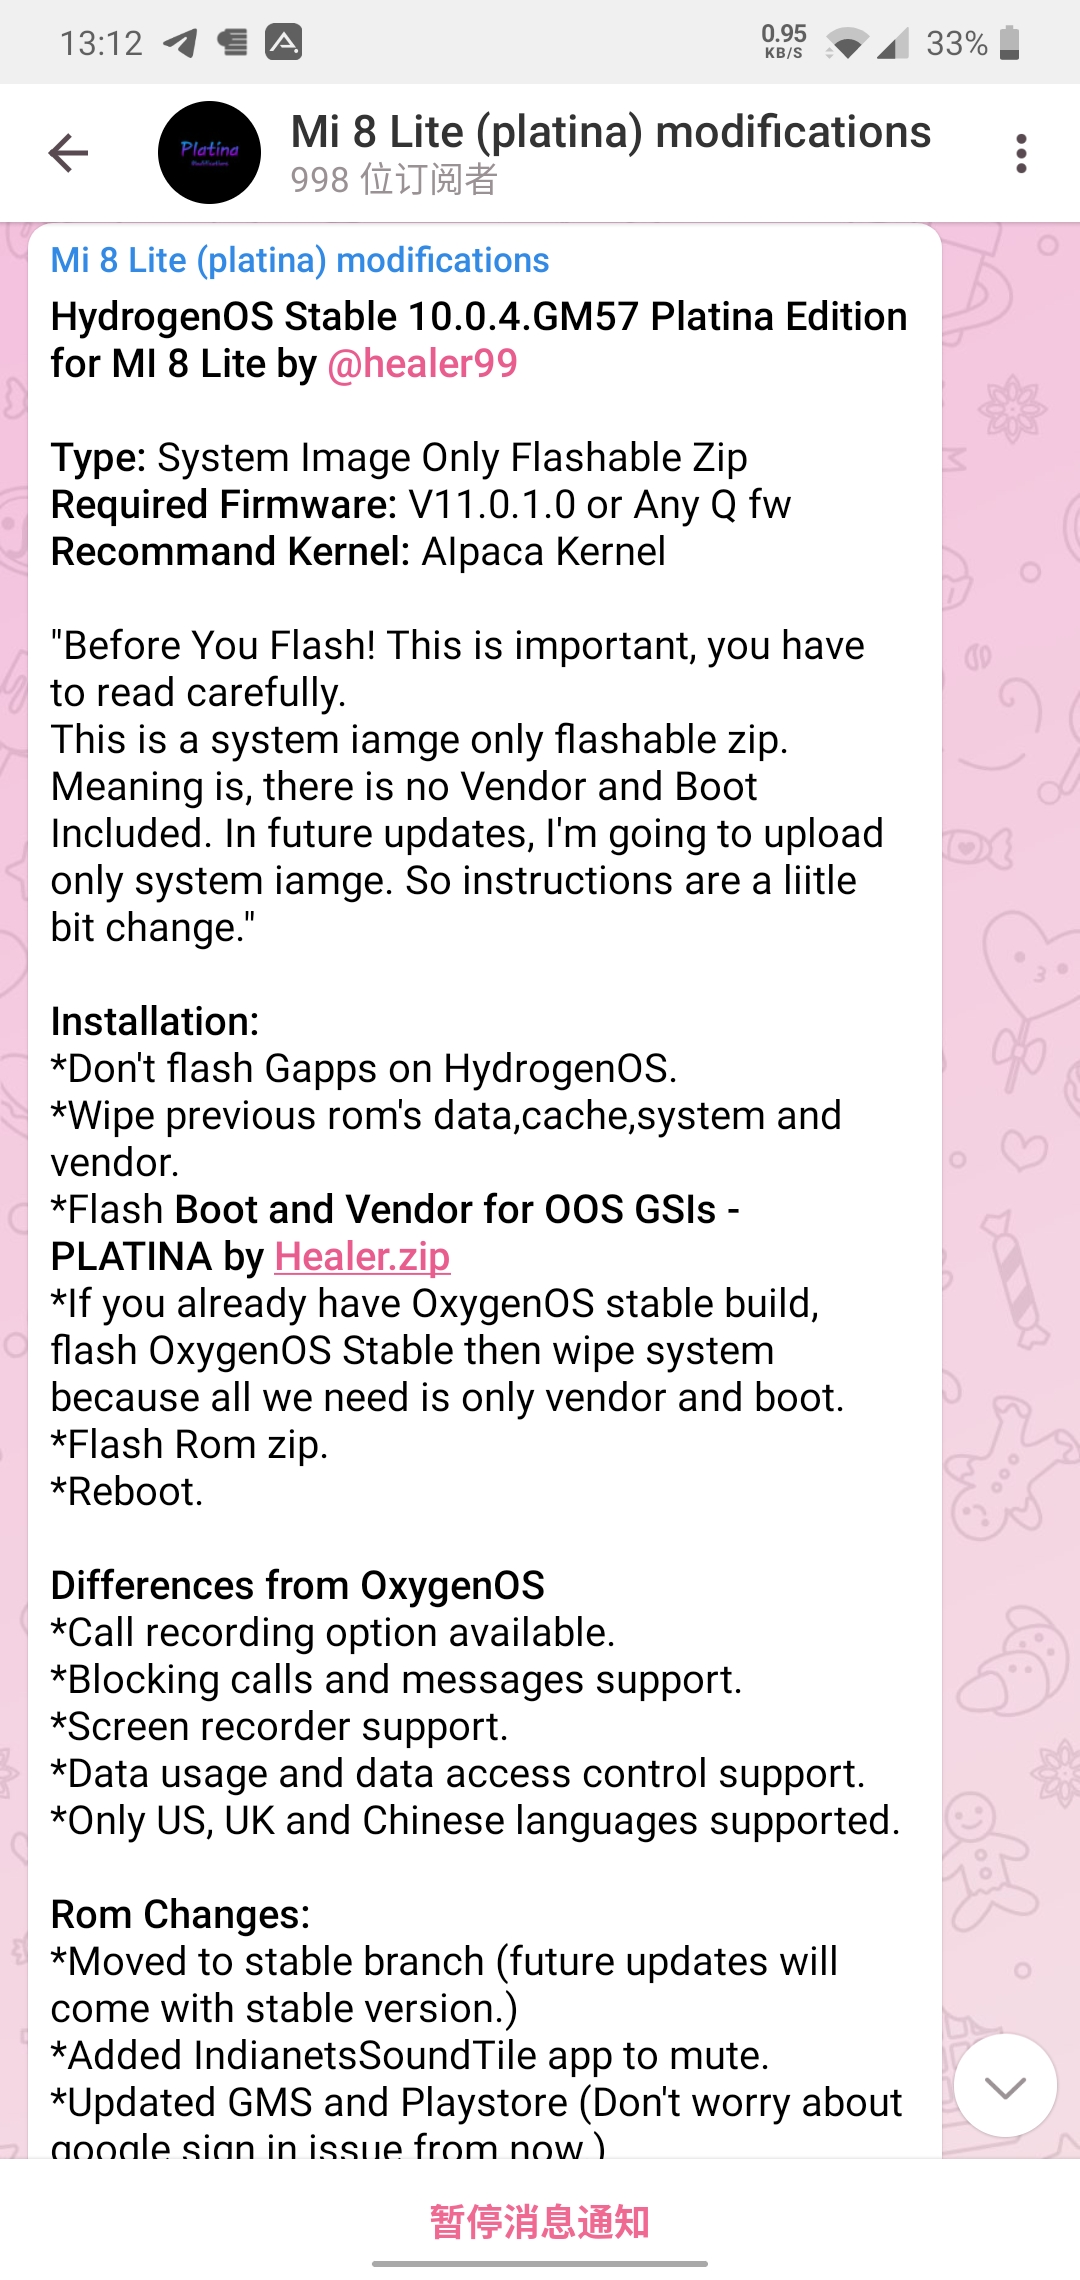 13:12
0.95
KB/S
33%
Platina
Mi 8 Lite (platina) modifications
998 位订阅者
Mi 8 Lite (platina) modifications
HydrogenOS Stable 10.0.4.GM57 Platina Edition
for MI 8 Lite by @healer99
Type: System Image Only Flashable Zip
Required Firmware: V11.0.1.0 or Any Q fw
Recommand Kernel: Alpaca Kernel
"Before You Flash! This is important, you have
to read carefully.
This is a system iamge only flashable zip.
Meaning is, there is no Vendor and Boot
Included. In future updates, I'm going to upload
only system iamge. So instructions are a liitle
bit change."
Installation:
*Don't flash Gapps on HydrogenOS.
*Wipe previous rom's data,cache,system and
vendor.
*Flash Boot and Vendor for OOS GSIs -
PLATINA by Healer.zip
*If you already have OxygenOS stable build,
flash OxygenOS Stable then wipe system
because all we need is only vendor and boot.
*Flash Rom zip.
*Reboot.
Differences from OxygenOS
*Call recording option available.
*Blocking calls and messages support.
*Screen recorder support.
*Data usage and data access control support.
*Only US, UK and Chinese languages supported.
Rom Changes:
*Moved to stable branch (future updates will
come with stable version.)
*Added IndianetsSoundTile app to mute.
*Updated GMS and Playstore (Don't worry about
google sign in issue from now.)
暂停消息通知